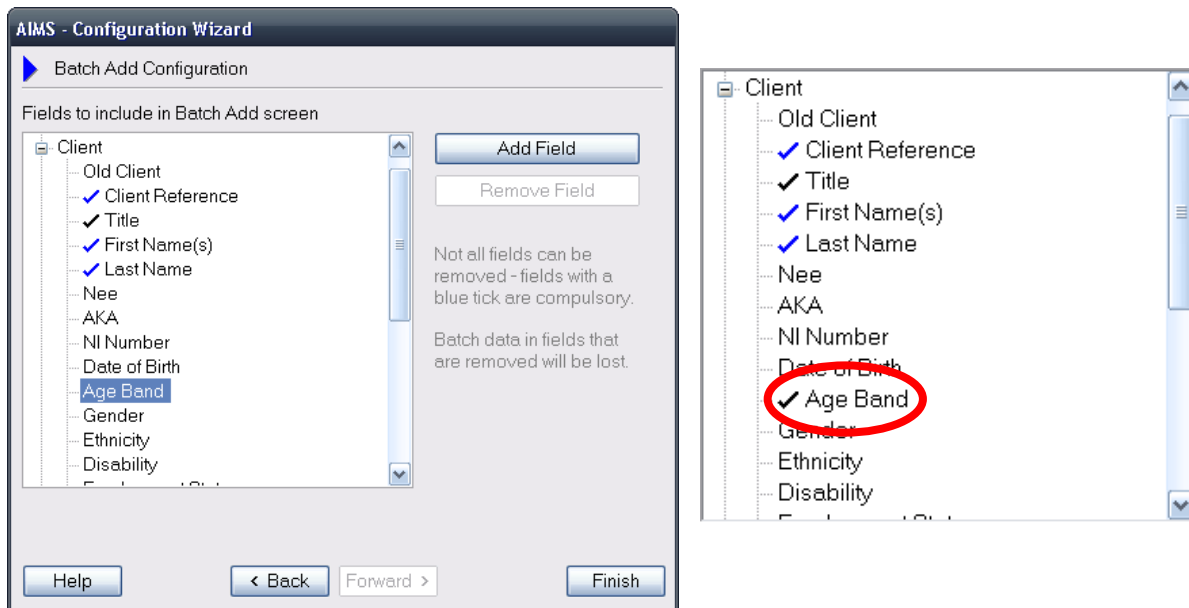 AIMS - Configuration Wizard
Batch Add Configuration
Fields to include in Batch Add screen
Client
Old Client
Client Reference
Title
First Name(s)
Last Name
Nee
AKA
NI Number
Date of Birth
Age Band
Gender
Ethnicity
Disability
Add Field
Remove Field
Not all fields can be
removed - fields with a
blue tick are compulsory.
Batch data in fields that
are removed will be lost.
Help
< Back
Forward >
Finish
Client
Old Client
Client Reference
Title
First Name(s)
Last Name
Nee
AKA
NI Number
Date of Birth
Age Band
Gender
Ethnicity
Disability